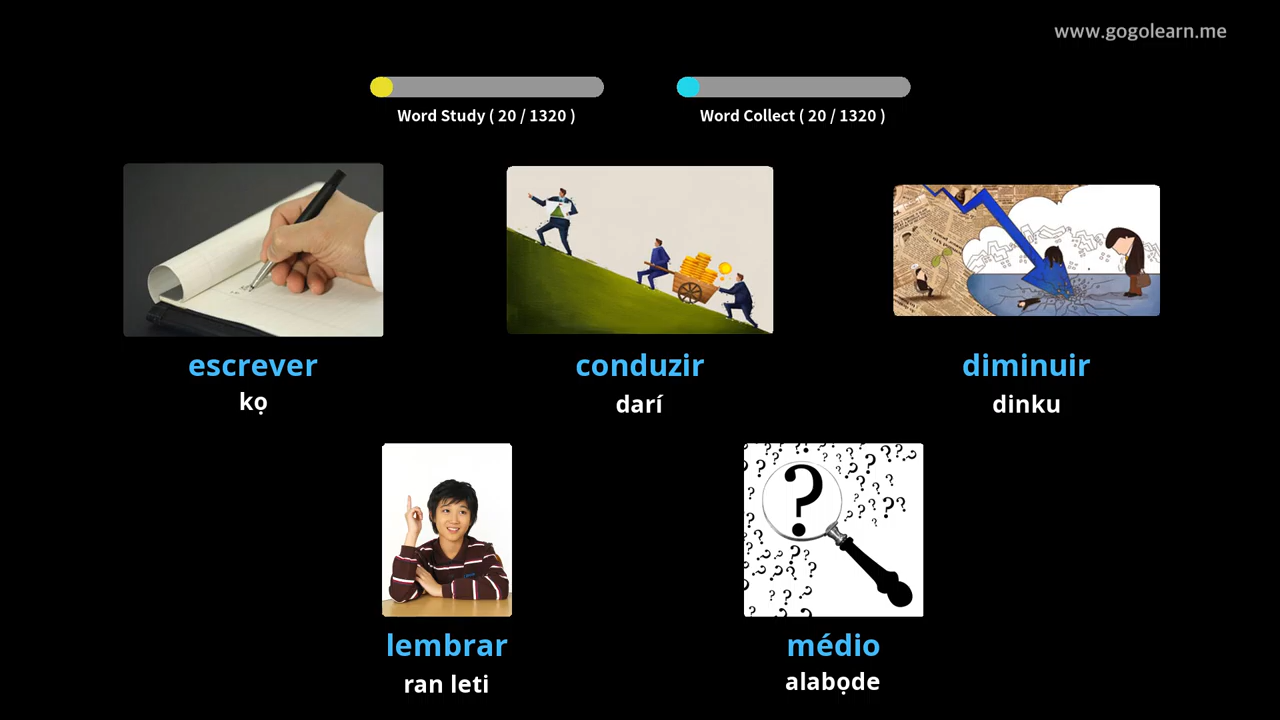 www.gogolearn.me
Word Study ( 20 / 1320 )
Word Collect ( 20 / 1320 )
escrever
kọ
conduzir
darí
diminuir
dinku
lembrar
ran leti
médio
alabọde